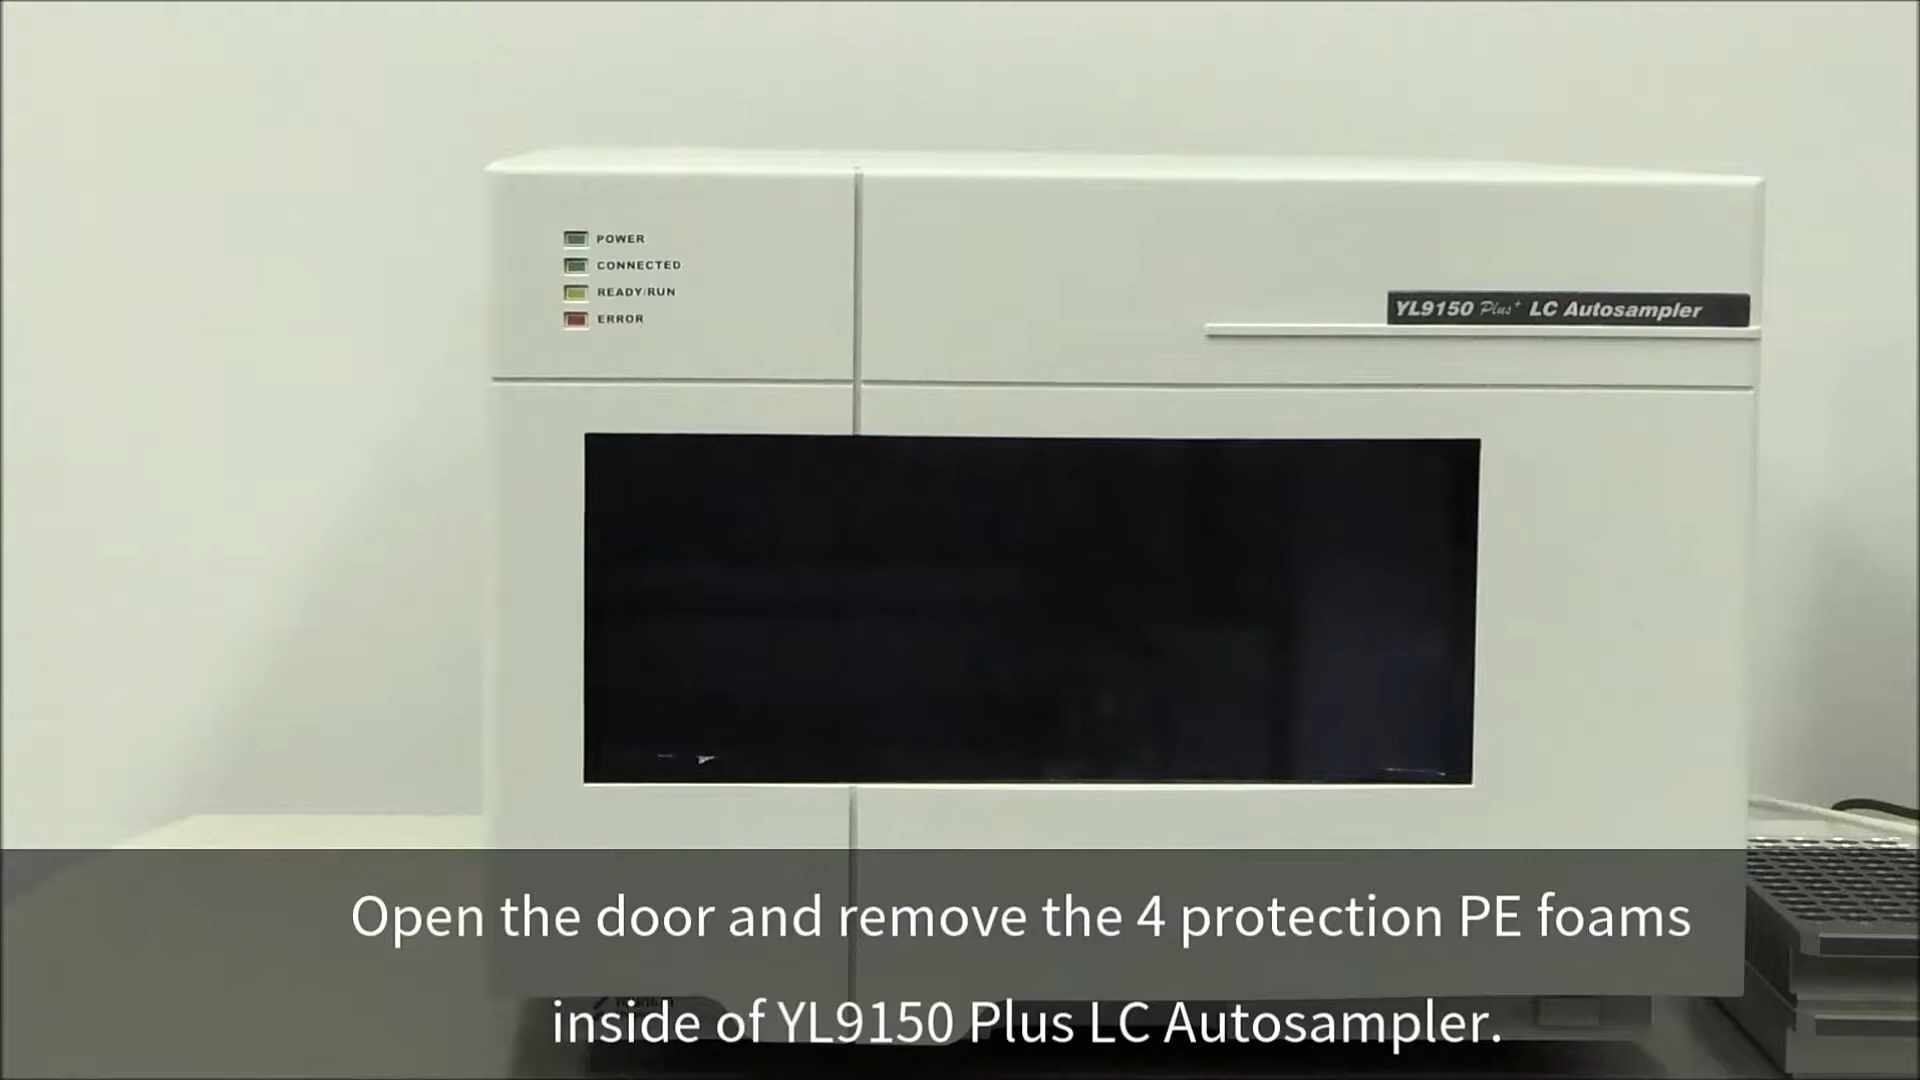 POWER
CONNECTED
READY/RUN
ERROR
YL9150 Plus+ LC Autosampler
Open the door and remove the 4 protection PE foams
inside of YL9150 Plus LC Autosampler.